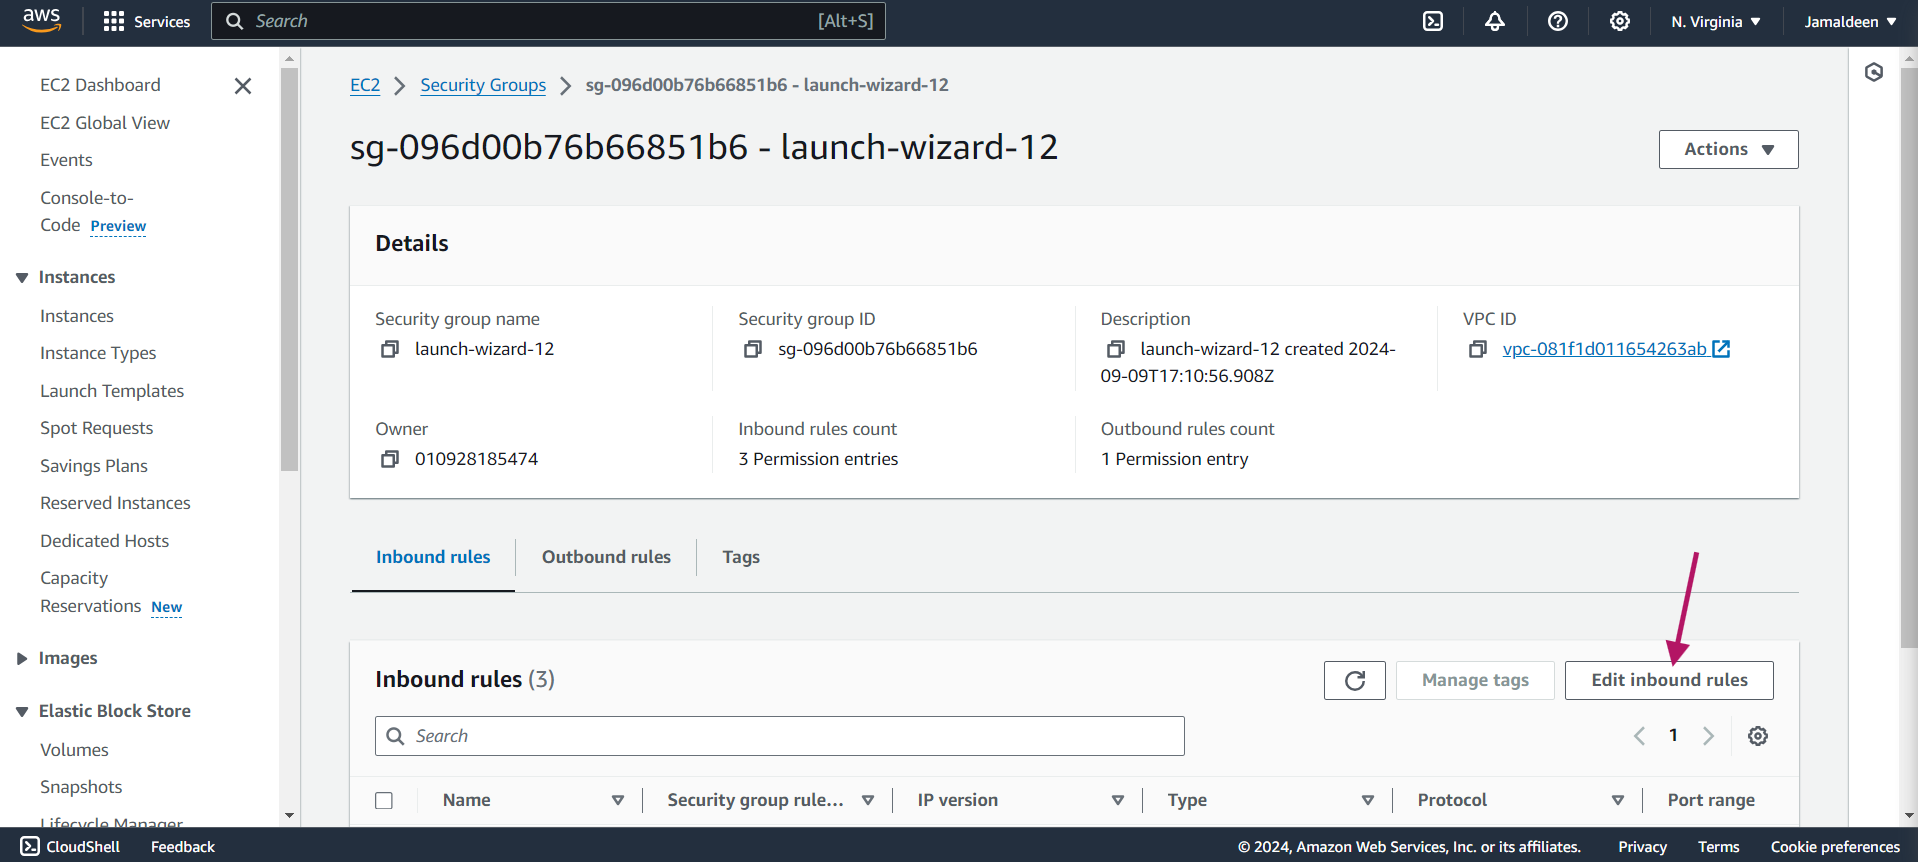 aws
Services
Search [Alt+S]
N. Virginia
Jamaldeen
EC2 Dashboard
EC2 Global View
Events
Console-to-
Code Preview
Instances
Instances
Instance Types
Launch Templates
Spot Requests
Savings Plans
Reserved Instances
Dedicated Hosts
Capacity
Reservations New
Images
Elastic Block Store
Volumes
Snapshots
Lifecycle Manager
EC2 Security Groups sg-096d00b76b66851b6 - launch-wizard-12
sg-096d00b76b66851b6 - launch-wizard-12
Actions
Details
Security group name
launch-wizard-12
Security group ID
sg-096d00b76b66851b6
Description
launch-wizard-12 created 2024-
09-09T17:10:56.908Z
VPC ID
vpc-081f1d011654263ab
Owner
010928185474
Inbound rules count
3 Permission entries
Outbound rules count
1 Permission entry
Inbound rules Outbound rules Tags
Inbound rules (3)
Manage tags
Edit inbound rules
Search
1
Name Security group rule... IP version Type Protocol Port range
CloudShell Feedback
© 2024, Amazon Web Services, Inc. or its affiliates. Privacy Terms Cookie preferences